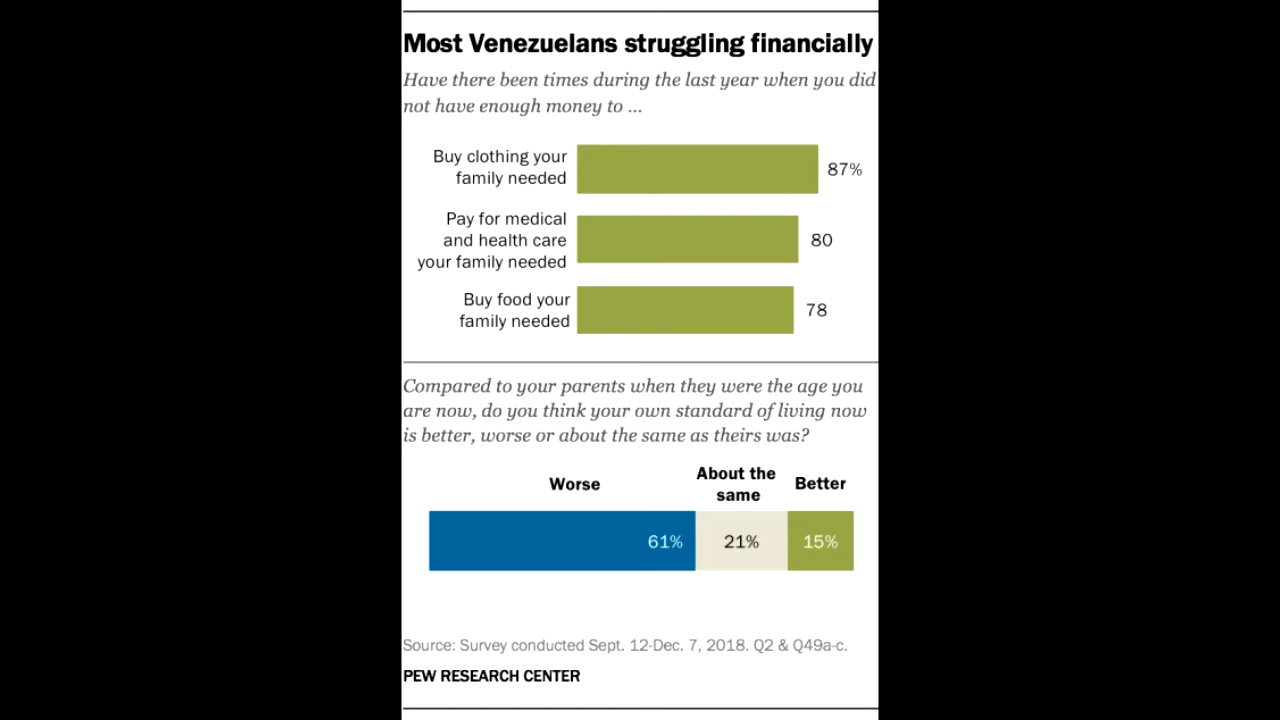 Most Venezuelans struggling financially
Have there been times during the last year when you did
not have enough money to ...
Buy clothing your
family needed
87%
Pay for medical
and health care
your family needed
80
Buy food your
family needed
78
Compared to your parents when they were the age you
are now, do you think your own standard of living now
is better, worse or about the same as theirs was?
Worse
About the
same
Better
61%
21%
15%
Source: Survey conducted Sept. 12-Dec. 7, 2018. Q2 & Q49a-c.
PEW RESEARCH CENTER